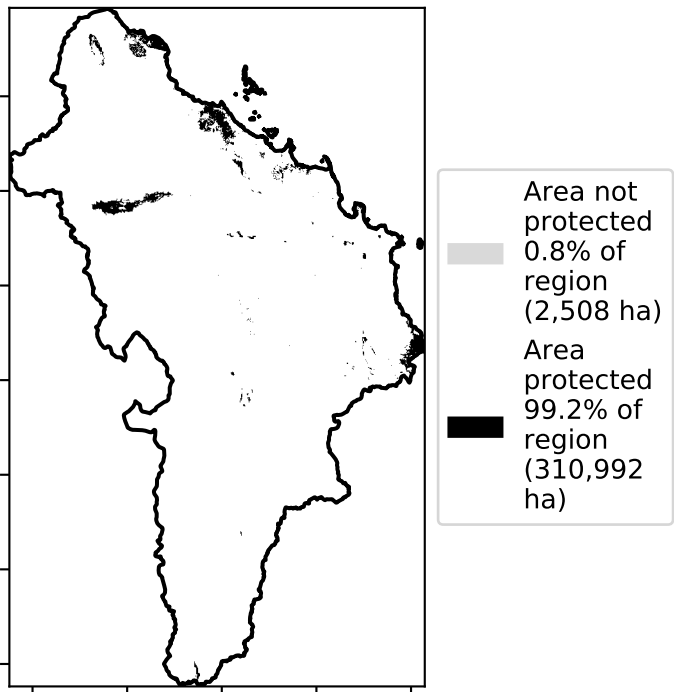 Area not
protected
0.8% of
region
(2,508 ha)
Area
protected
99.2% of
region
(310,992
ha)